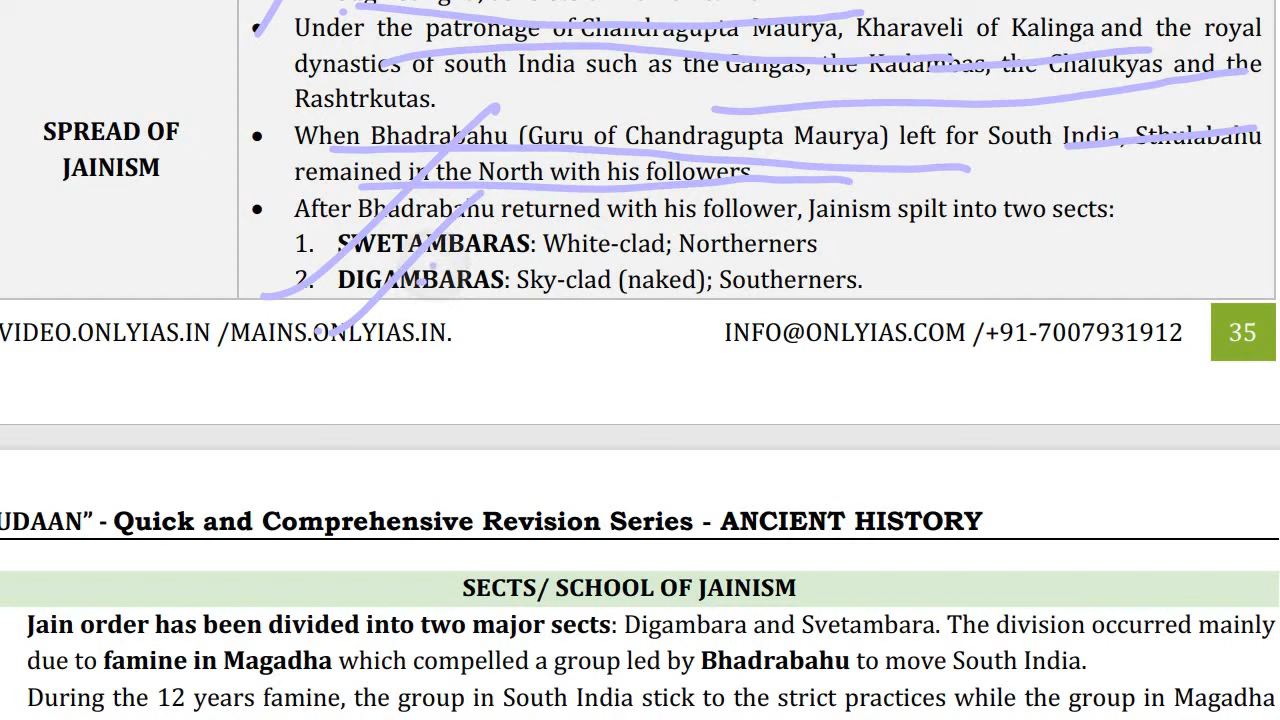 Under the patronage of Chandragupta Maurya, Kharaveli of Kalinga and the royal
dynasties of south India such as the Gangas, the Kadambas, the Chalukyas and the
Rashtrkutas.
SPREAD OF
JAINISM
• When Bhadrabahu (Guru of Chandragupta Maurya) left for South India, Sthulabahu
remained in the North with his followers.
• After Bhadrabahu returned with his follower, Jainism spilt into two sects:
1. SWETAMBARAS: White-clad; Northerners
2. DIGAMBARAS: Sky-clad (naked); Southerners.
VIDEO.ONLYIAS.IN /MAINS.ONLYIAS.IN. INFO@ONLYIAS.COM /+91-7007931912 35
UDAAN” - Quick and Comprehensive Revision Series - ANCIENT HISTORY
SECTS/ SCHOOL OF JAINISM
Jain order has been divided into two major sects: Digambara and Svetambara. The division occurred mainly
due to famine in Magadha which compelled a group led by Bhadrabahu to move South India.
During the 12 years famine, the group in South India stick to the strict practices while the group in Magadha